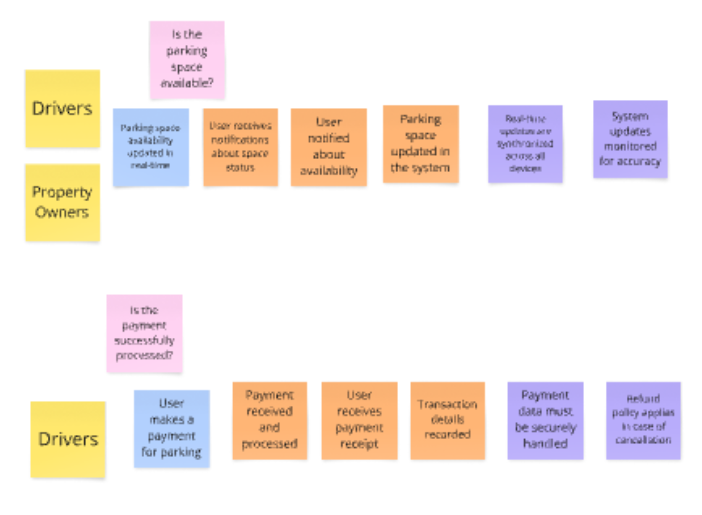 Is the
parking
space
available?
Drivers
Property
Owners
Parking space
availability
updated in
real-time
User receives
notifications
about space
status
User
notified
about
availability
Parking
space
updated in
the system
Real-time
updates are
synchronized
across all
devices
System
updates
monitored
for accuracy
Is the
payment
successfully
processed?
Drivers
User
makes a
payment
for parking
Payment
received
and
processed
User
receives
payment
receipt
Transaction
details
recorded
Payment
data must
be securely
handled
Refund
policy applies
in case of
cancellation